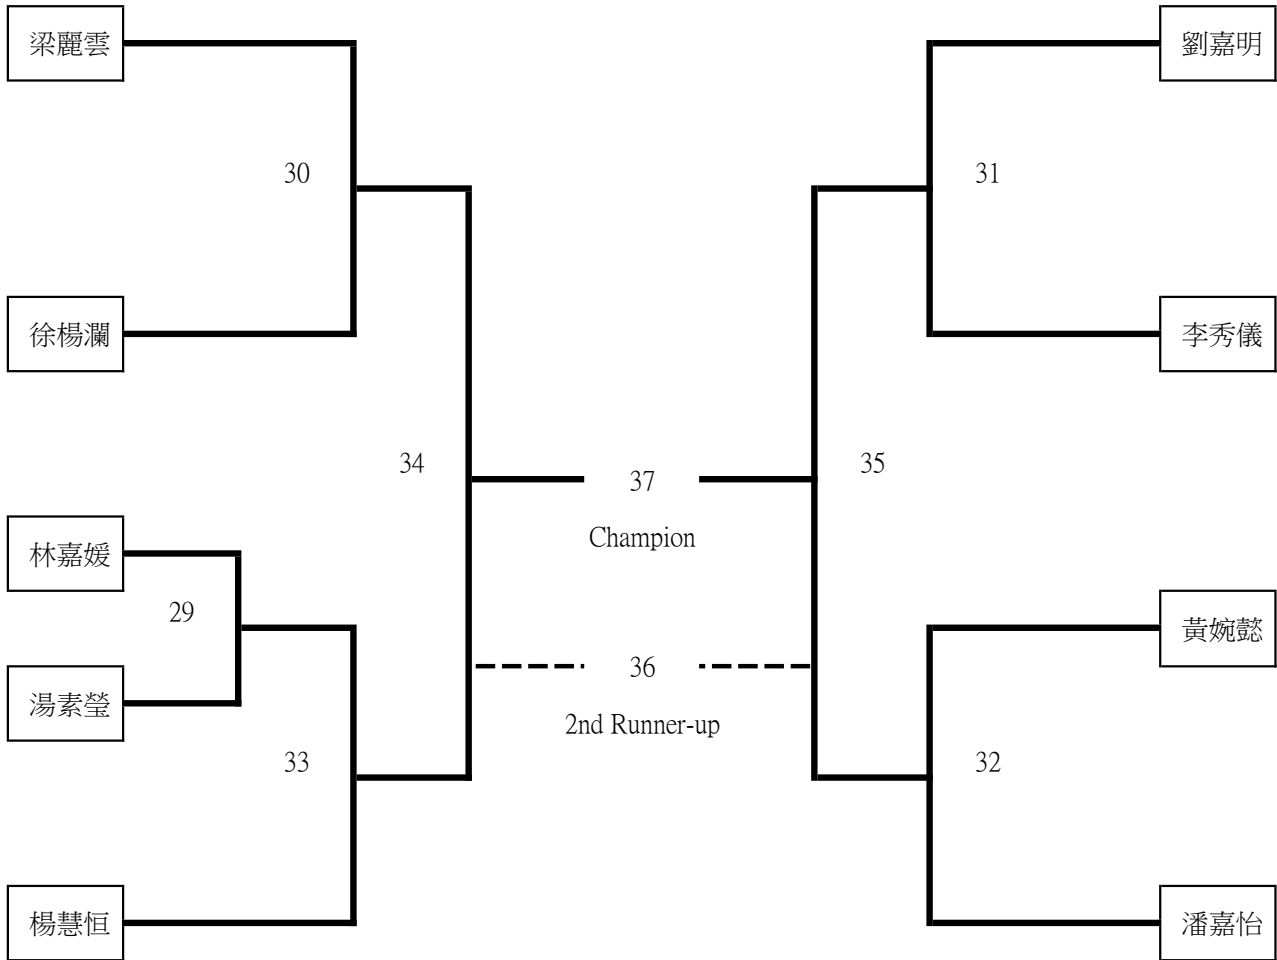 梁麗雲
劉嘉明
30
31
徐楊瀾
李秀儀
34
35
37
Champion
林嘉媛
29
黃婉懿
36
湯素瑩
2nd Runner-up
33
32
楊慧恒
潘嘉怡